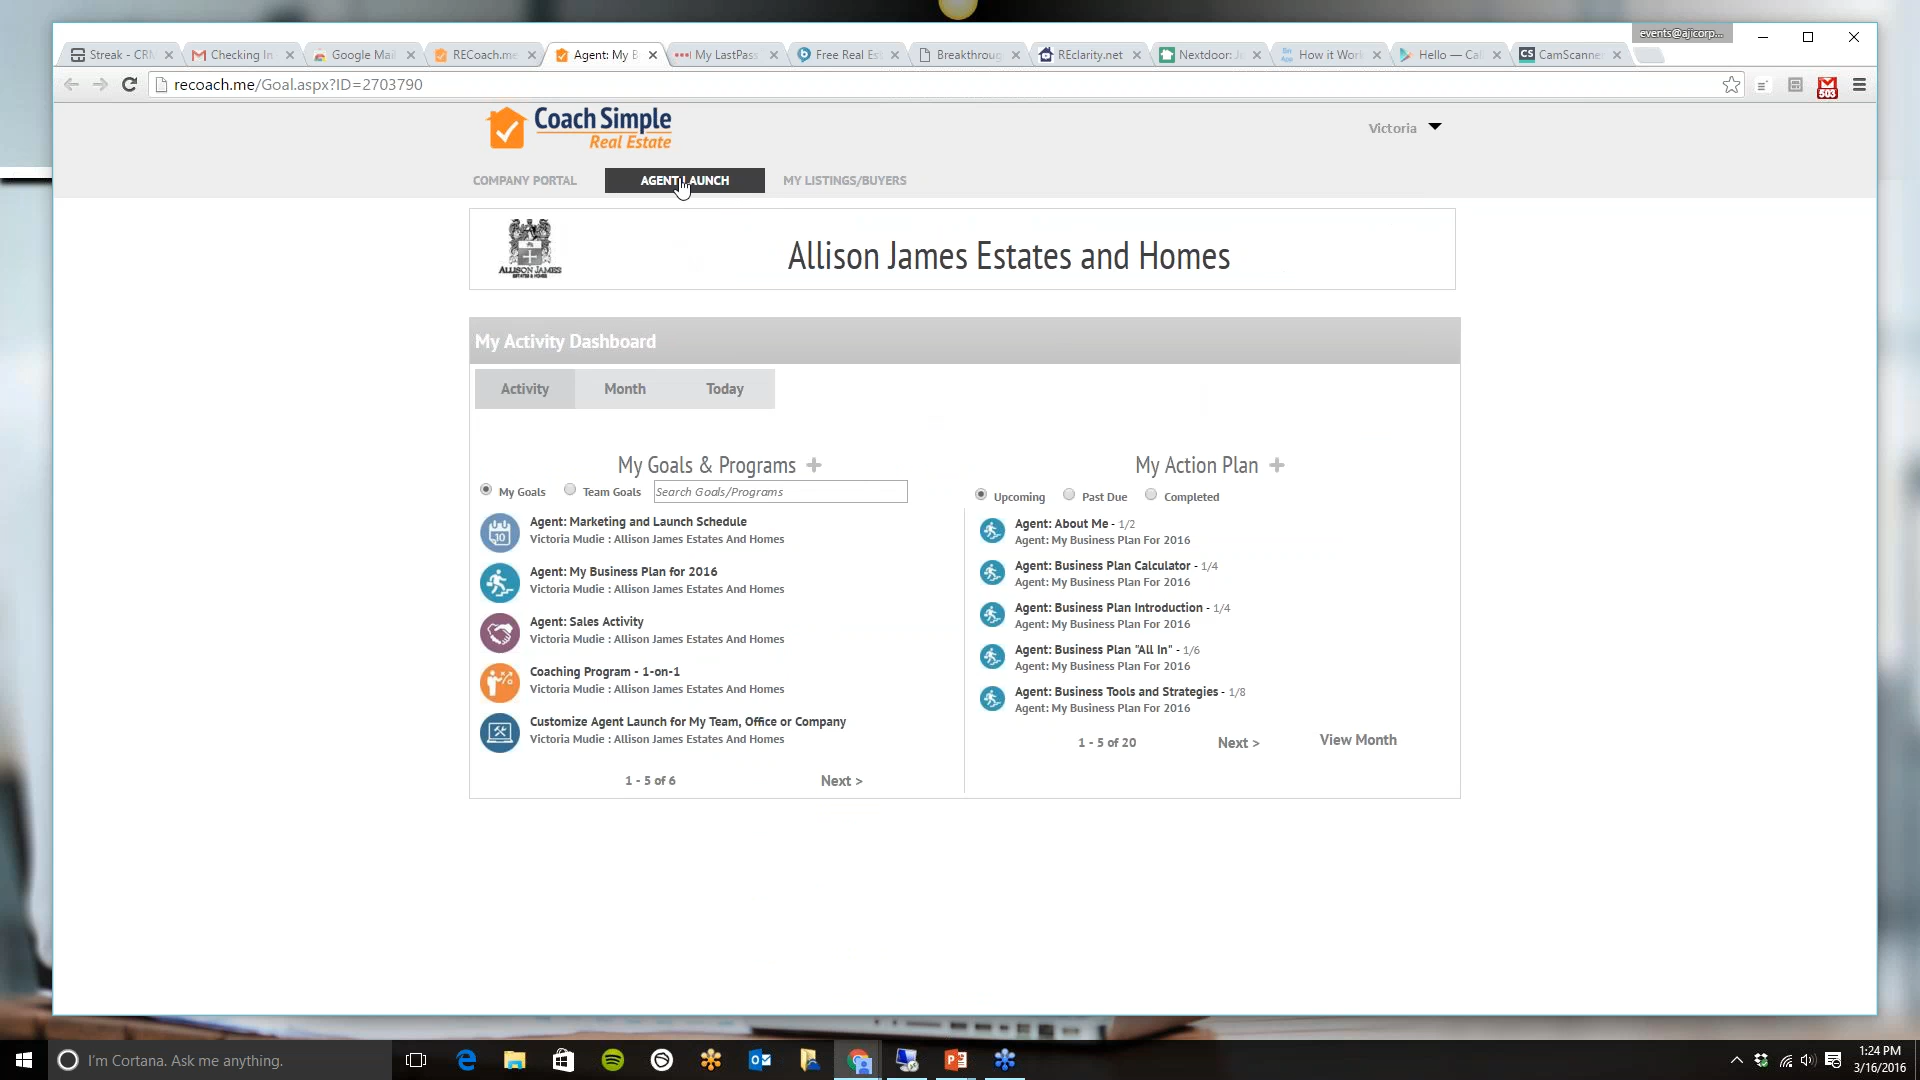 events@ajicorp...
Streak - CRM
Checking In
Google Mail
RECoach.me
Agent: My B
My LastPass
Free Real Est
Breakthroug
REclarity.net
Nextdoor: J
How it Work
Hello — Cal
CS CamScanner
recoach.me/Goal.aspx?ID=2703790
503
Coach Simple
Real Estate
Victoria
COMPANY PORTAL
AGENT LAUNCH
MY LISTINGS/BUYERS
ALLISON JAMES
ESTATES & HOMES
Allison James Estates and Homes
My Activity Dashboard
Activity
Month
Today
My Goals & Programs
My Goals
Team Goals
Search Goals/Programs
10
Agent: Marketing and Launch Schedule
Victoria Mudie : Allison James Estates And Homes
Agent: My Business Plan for 2016
Victoria Mudie : Allison James Estates And Homes
Agent: Sales Activity
Victoria Mudie : Allison James Estates And Homes
Coaching Program - 1-on-1
Victoria Mudie : Allison James Estates And Homes
Customize Agent Launch for My Team, Office or Company
Victoria Mudie : Allison James Estates And Homes
1 - 5 of 6
Next >
My Action Plan
Upcoming
Past Due
Completed
Agent: About Me - 1/2
Agent: My Business Plan For 2016
Agent: Business Plan Calculator - 1/4
Agent: My Business Plan For 2016
Agent: Business Plan Introduction - 1/4
Agent: My Business Plan For 2016
Agent: Business Plan "All In" - 1/6
Agent: My Business Plan For 2016
Agent: Business Tools and Strategies - 1/8
Agent: My Business Plan For 2016
1 - 5 of 20
Next >
View Month
I'm Cortana. Ask me anything.
1:24 PM
3/16/2016